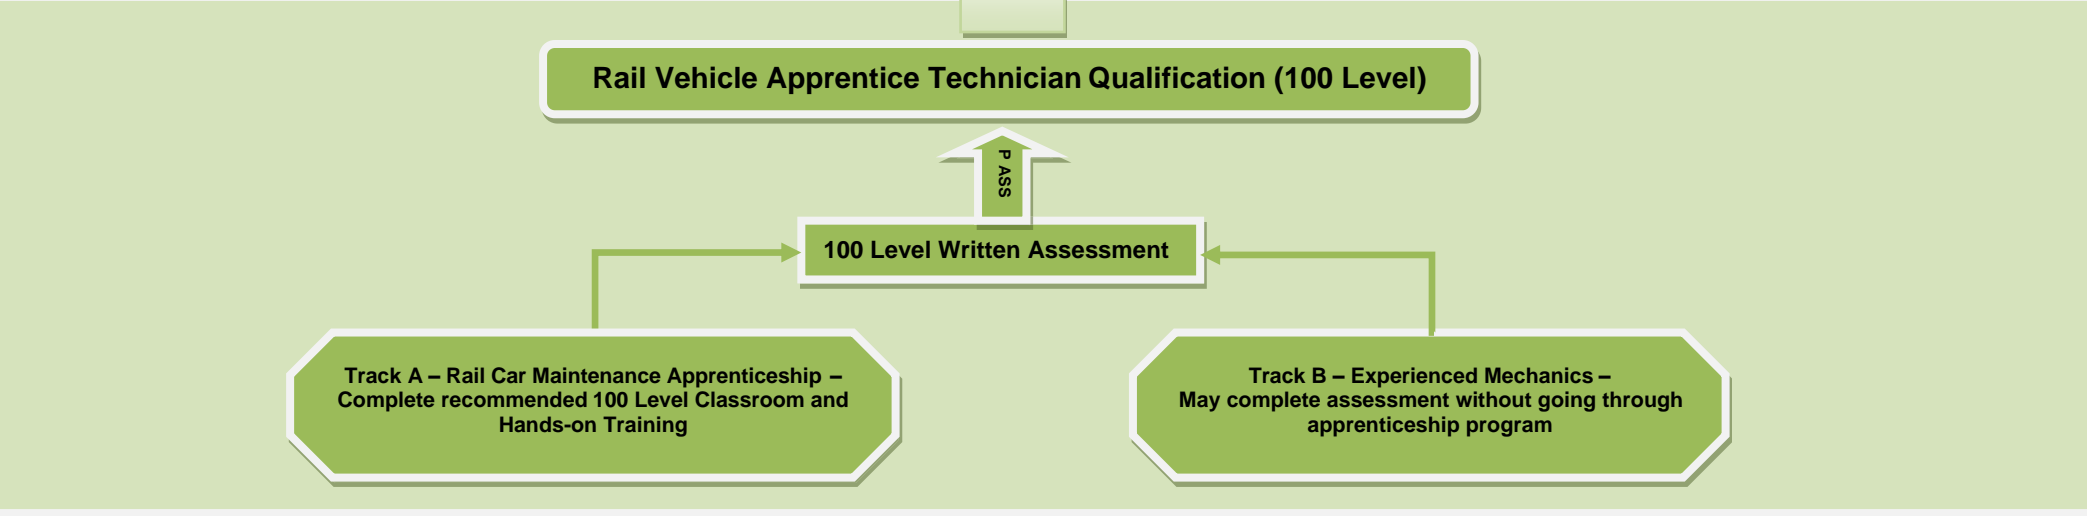 Rail Vehicle Apprentice Technician Qualification (100 Level)
P ASS
100 Level Written Assessment
Track A – Rail Car Maintenance Apprenticeship –
Complete recommended 100 Level Classroom and
Hands-on Training
Track B – Experienced Mechanics –
May complete assessment without going through
apprenticeship program